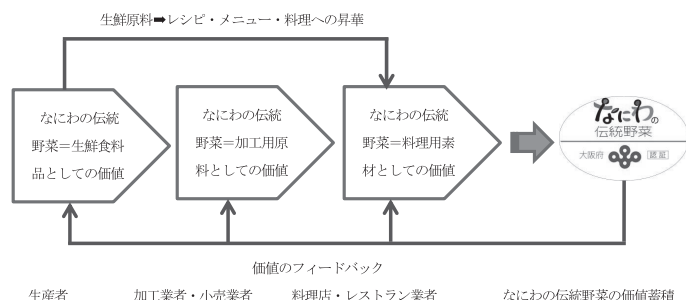 生鮮原料➡レシピ・メニュー・料理への昇華
なにわの伝統
野菜＝生鮮食料
品としての価値
なにわの伝統
野菜＝加工用原
料としての価値
なにわの伝統
野菜＝料理用素
材としての価値
なにわの
伝統野菜
大阪府 認証
価値のフィードバック
生産者 加工業者・小売業者 料理店・レストラン業者 なにわの伝統野菜の価値蓄積